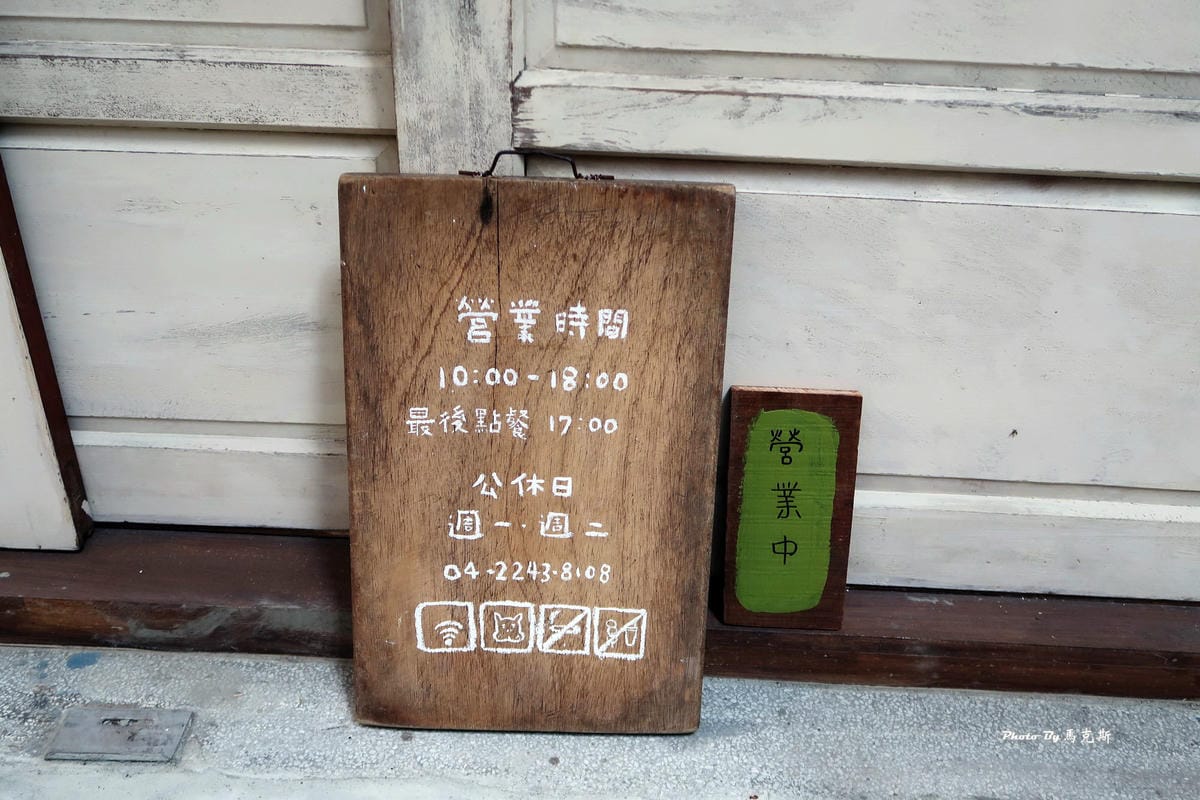 營業時間
10:00-18:00
最後點餐 17:00
公休日
週一·週二
04-2243-8108
營業中
Photo By 馬克斯